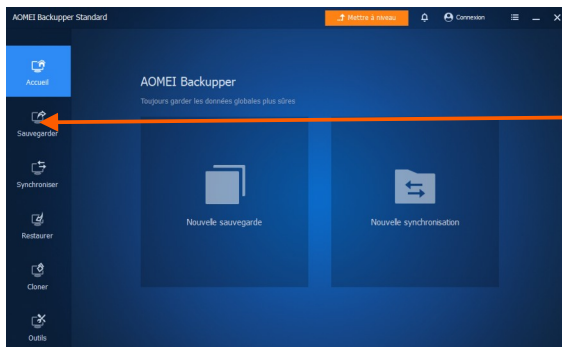 AOMEI Backupper Standard
Mettre à niveau
Connexion
Accueil
Sauvegarder
Synchroniser
Restaurer
Cloner
Outils
AOMEI Backupper
Toujours garder les données globales plus sûres
Nouvelle sauvegarde
Nouvelle synchronisation